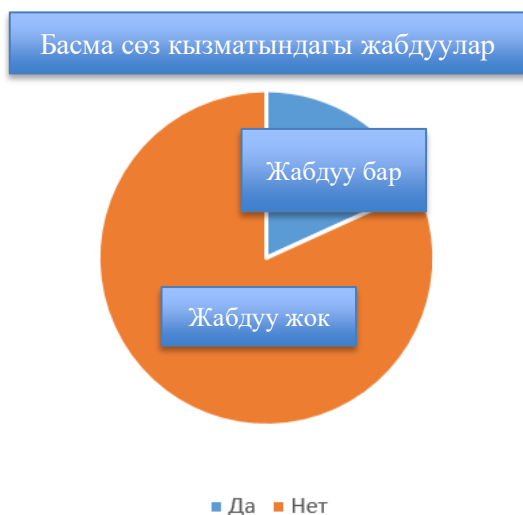 Басма сөз кызматындагы жабдуулар
Жабдуу бар
Жабдуу жок
Да Нет